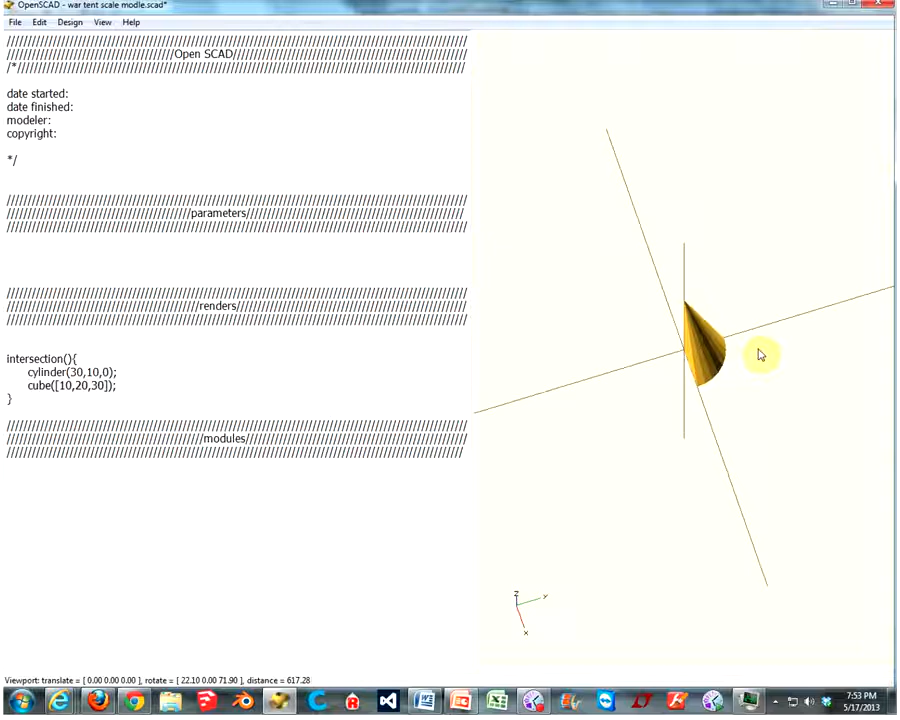 OpenSCAD - war tent scale modle.scad*
File Edit Design View Help
////////////////////////////////////////////////////////////////////////////////////////////////////////////////
////////////////////////////////////////Open SCAD////////////////////////////////////////////////////////
/*//////////////////////////////////////////////////////////////////////////////////////////////////////////////
date started:
date finished:
modeler:
copyright:
*/
////////////////////////////////////////////////////////////////////////////////////////////////////////////////
////////////////////////////////////////////parameters////////////////////////////////////////////////////
////////////////////////////////////////////////////////////////////////////////////////////////////////////////
////////////////////////////////////////////////////////////////////////////////////////////////////////////////
//////////////////////////////////////////////renders//////////////////////////////////////////////////////
////////////////////////////////////////////////////////////////////////////////////////////////////////////////
intersection(){
cylinder(30,10,0);
cube([10,20,30]);
}
////////////////////////////////////////////////////////////////////////////////////////////////////////////////
///////////////////////////////////////////////modules/////////////////////////////////////////////////////
///////////////////////////////////////////////////////////////////////////////////////////////////////////////
z
y
x
Viewport: translate = [ 0.00 0.00 0.00 ], rotate = [ 22.10 0.00 71.90 ], distance = 617.28
7:53 PM
5/17/2013